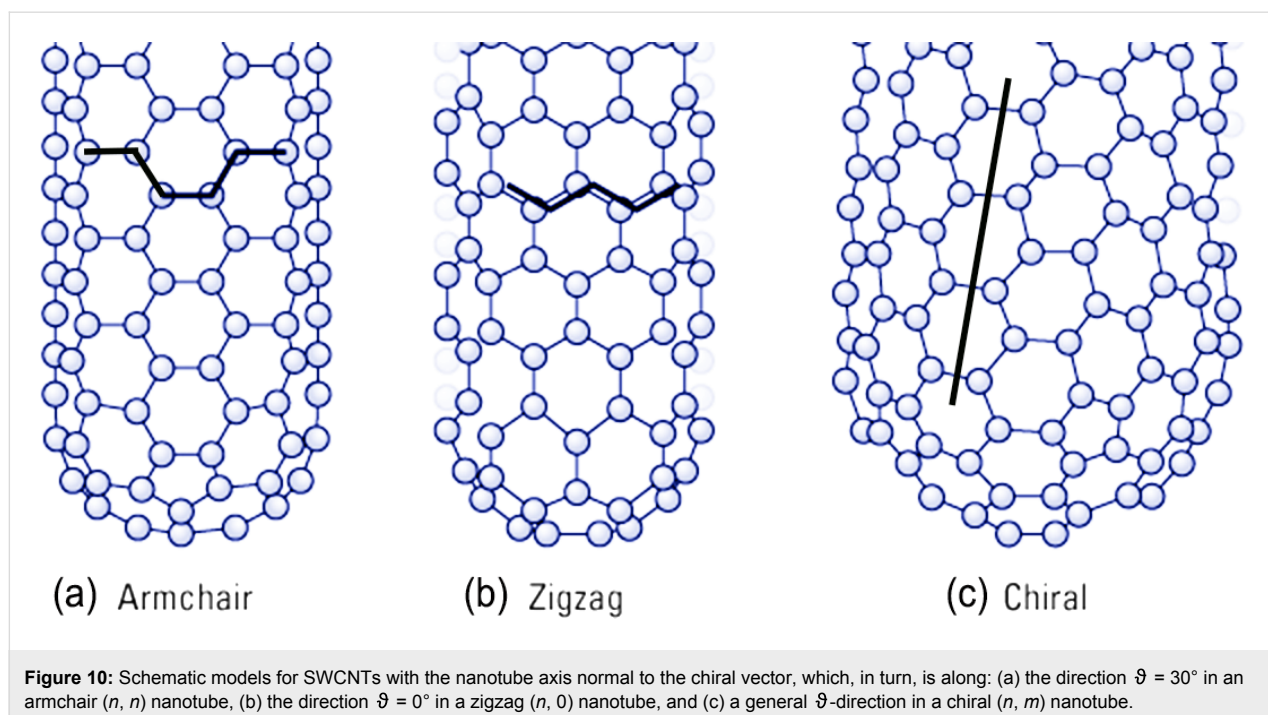 (a) Armchair
(b) Zigzag
(c) Chiral
Figure 10: Schematic models for SWCNTs with the nanotube axis normal to the chiral vector, which, in turn, is along: (a) the direction ϑ = 30° in an
armchair (n, n) nanotube, (b) the direction ϑ = 0° in a zigzag (n, 0) nanotube, and (c) a general ϑ-direction in a chiral (n, m) nanotube.